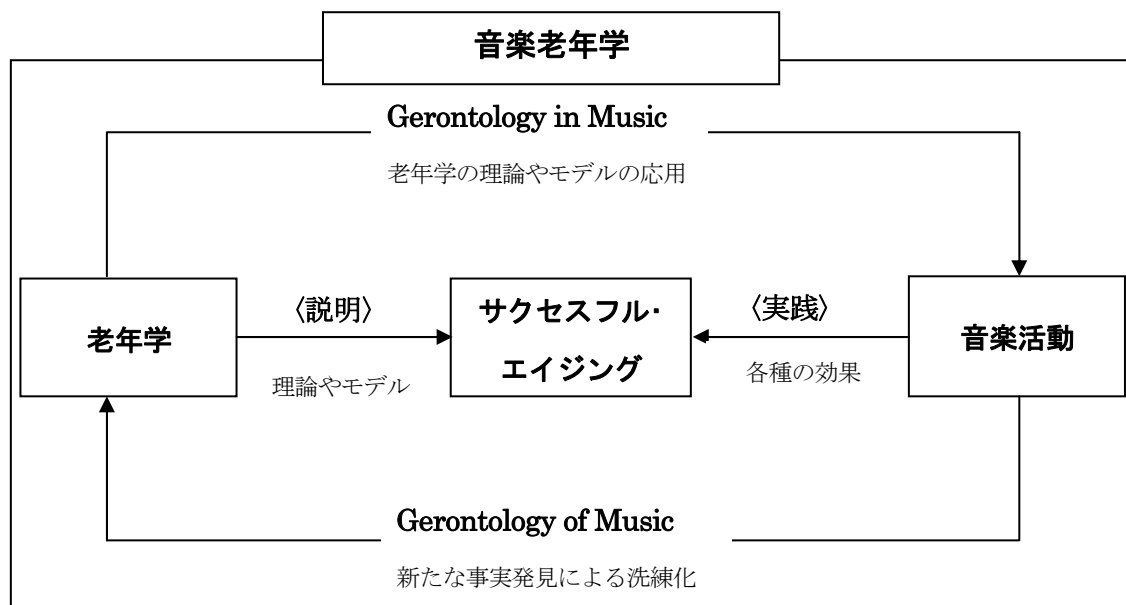 音楽老年学
Gerontology in Music
老年学の理論やモデルの応用
老年学
〈説明〉
理論やモデル
サクセスフル・
エイジング
〈実践〉
各種の効果
音楽活動
Gerontology of Music
新たな事実発見による洗練化